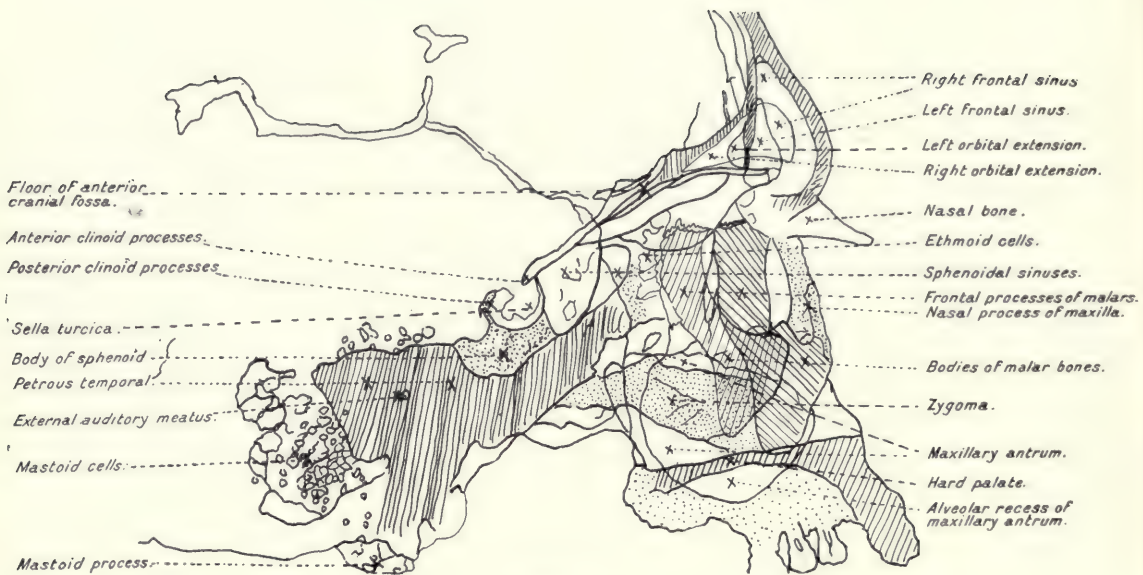 Floor of anterior
cranial fossa.
Anterior clinoid processes.
Posterior clinoid processes
Sella turcica.
Body of sphenoid
Petrous temporal
External auditory meatus
Mastoid cells.
Mastoid process.
Right frontal sinus
Left frontal sinus.
Left orbital extension.
Right orbital extension.
Nasal bone.
Ethmoid cells.
Sphenoidal sinuses.
Frontal processes of malars.
Nasal process of maxilla.
Bodies of malar bones.
Zygoma.
Maxillary antrum.
Hard palate.
Alveolar recess of
maxillary antrum.